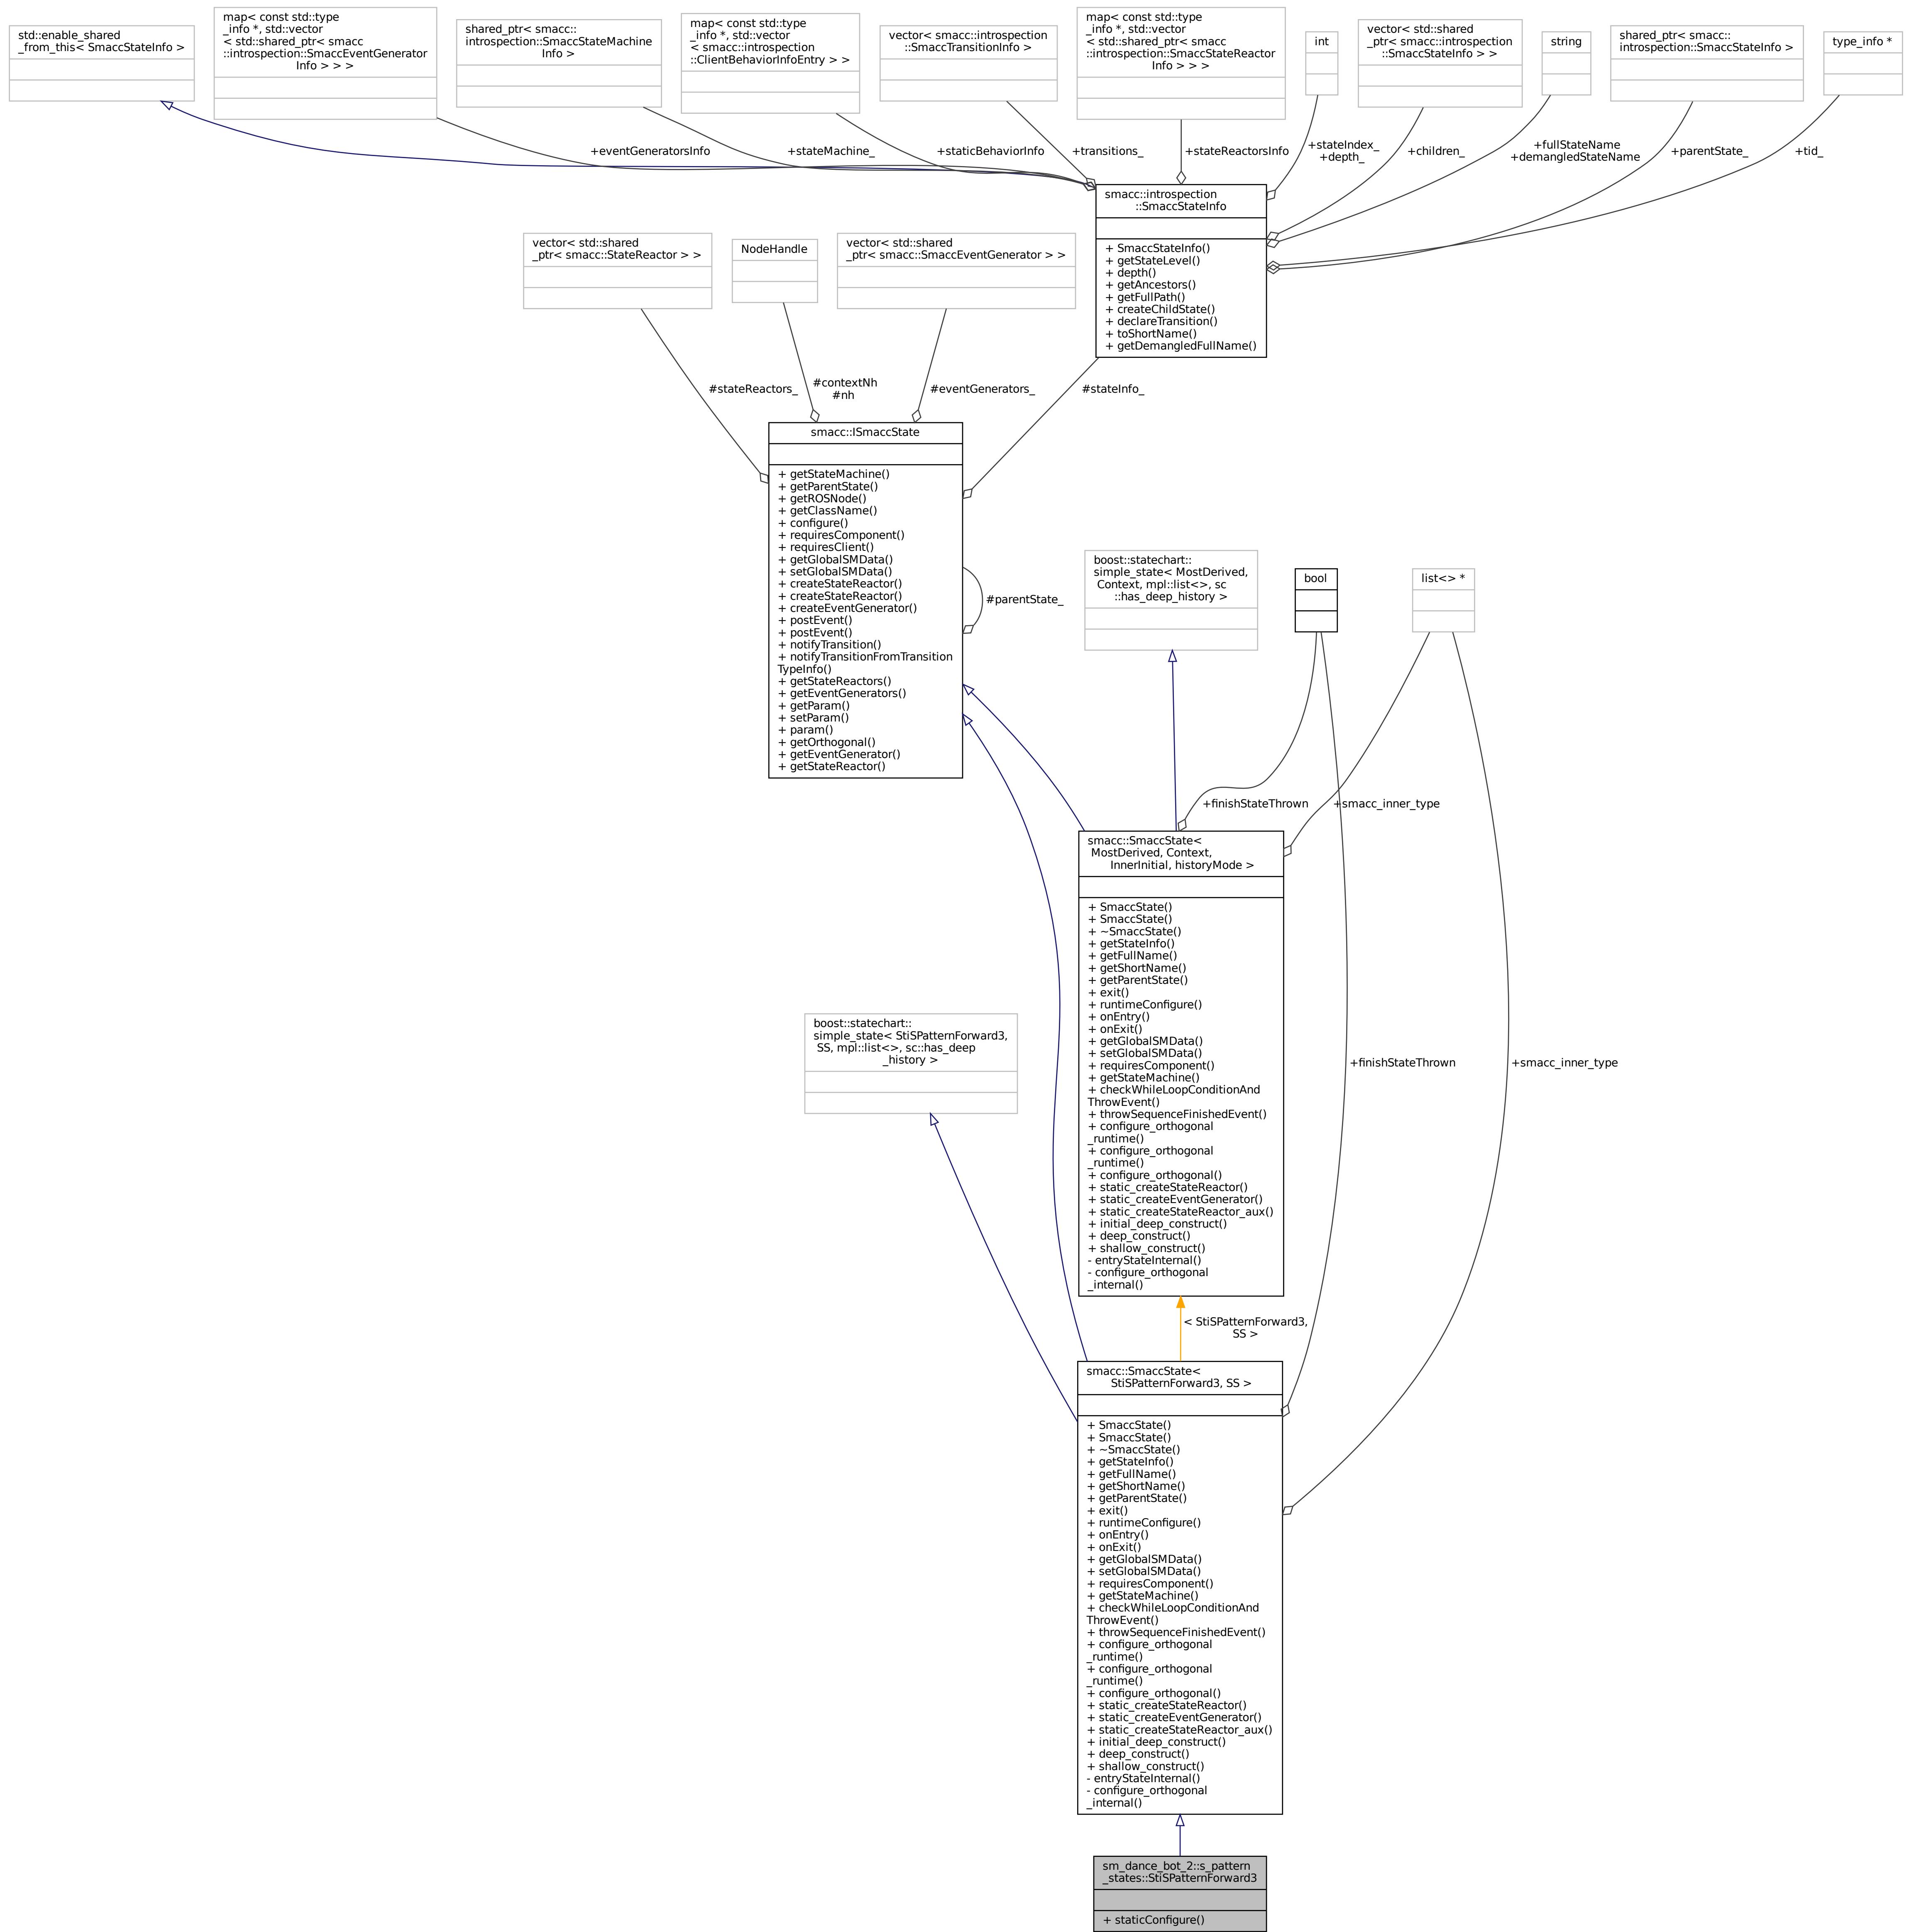 std::enable_shared
_from_this< SmaccStateInfo >
map< const std::type
_info *, std::vector
< std::shared_ptr< smacc
::introspection::SmaccEventGenerator
Info > > >
shared_ptr< smacc::
introspection::SmaccStateMachine
Info >
map< const std::type
_info *, std::vector
< smacc::introspection
::ClientBehaviorInfoEntry > >
vector< smacc::introspection
::SmaccTransitionInfo >
map< const std::type
_info *, std::vector
< std::shared_ptr< smacc
::introspection::SmaccStateReactor
Info > > >
int
vector< std::shared
_ptr< smacc::introspection
::SmaccStateInfo > >
string
shared_ptr< smacc::
introspection::SmaccStateInfo >
type_info *
+eventGeneratorsInfo
+stateMachine_
+staticBehaviorInfo
+transitions_
+stateReactorsInfo
+stateIndex_
+depth_
+children_
+fullStateName
+demangledStateName
+parentState_
+tid_
smacc::introspection
::SmaccStateInfo
+ SmaccStateInfo()
+ getStateLevel()
+ depth()
+ getAncestors()
+ getFullPath()
+ createChildState()
+ declareTransition()
+ toShortName()
+ getDemangledFullName()
vector< std::shared
_ptr< smacc::StateReactor > >
NodeHandle
vector< std::shared
_ptr< smacc::SmaccEventGenerator > >
#stateReactors_
#contextNh
#nh
#eventGenerators_
#stateInfo_
smacc::ISmaccState
+ getStateMachine()
+ getParentState()
+ getROSNode()
+ getClassName()
+ configure()
+ requiresComponent()
+ requiresClient()
+ getGlobalSMData()
+ setGlobalSMData()
+ createStateReactor()
+ createStateReactor()
+ createEventGenerator()
+ postEvent()
+ postEvent()
+ notifyTransition()
+ notifyTransitionFromTransition
TypeInfo()
+ getStateReactors()
+ getEventGenerators()
+ getParam()
+ setParam()
+ param()
+ getOrthogonal()
+ getEventGenerator()
+ getStateReactor()
#parentState_
boost::statechart::
simple_state< MostDerived,
Context, mpl::list<>, sc
::has_deep_history >
bool
list<> *
+finishStateThrown
+smacc_inner_type
smacc::SmaccState<
MostDerived, Context,
InnerInitial, historyMode >
+ SmaccState()
+ SmaccState()
+ ~SmaccState()
+ getStateInfo()
+ getFullName()
+ getShortName()
+ getParentState()
+ exit()
+ runtimeConfigure()
+ onEntry()
+ onExit()
+ getGlobalSMData()
+ setGlobalSMData()
+ requiresComponent()
+ getStateMachine()
+ checkWhileLoopConditionAnd
ThrowEvent()
+ throwSequenceFinishedEvent()
+ configure_orthogonal
_runtime()
+ configure_orthogonal
_runtime()
+ configure_orthogonal()
+ static_createStateReactor()
+ static_createEventGenerator()
+ static_createStateReactor_aux()
+ initial_deep_construct()
+ deep_construct()
+ shallow_construct()
- entryStateInternal()
- configure_orthogonal
_internal()
boost::statechart::
simple_state< StiSPatternForward3,
SS, mpl::list<>, sc::has_deep
_history >
+finishStateThrown
+smacc_inner_type
< StiSPatternForward3,
SS >
smacc::SmaccState<
StiSPatternForward3, SS >
+ SmaccState()
+ SmaccState()
+ ~SmaccState()
+ getStateInfo()
+ getFullName()
+ getShortName()
+ getParentState()
+ exit()
+ runtimeConfigure()
+ onEntry()
+ onExit()
+ getGlobalSMData()
+ setGlobalSMData()
+ requiresComponent()
+ getStateMachine()
+ checkWhileLoopConditionAnd
ThrowEvent()
+ throwSequenceFinishedEvent()
+ configure_orthogonal
_runtime()
+ configure_orthogonal
_runtime()
+ configure_orthogonal()
+ static_createStateReactor()
+ static_createEventGenerator()
+ static_createStateReactor_aux()
+ initial_deep_construct()
+ deep_construct()
+ shallow_construct()
- entryStateInternal()
- configure_orthogonal
_internal()
sm_dance_bot_2::s_pattern
_states::StiSPatternForward3
+ staticConfigure()